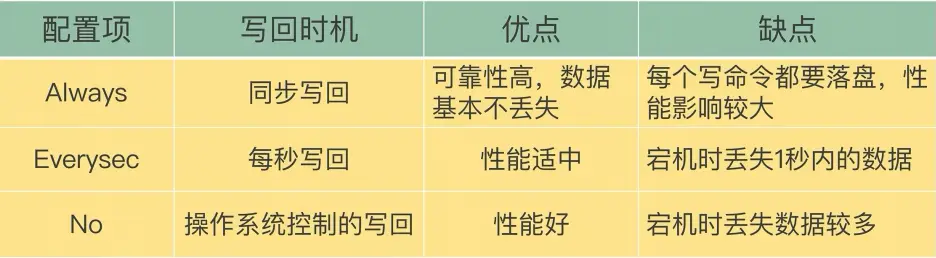 配置项 写回时机 优点 缺点
Always 同步写回 可靠性高，数据基本不丢失 每个写命令都要落盘，性能影响较大
Everysec 每秒写回 性能适中 宕机时丢失1秒内的数据
No 操作系统控制的写回 性能好 宕机时丢失数据较多